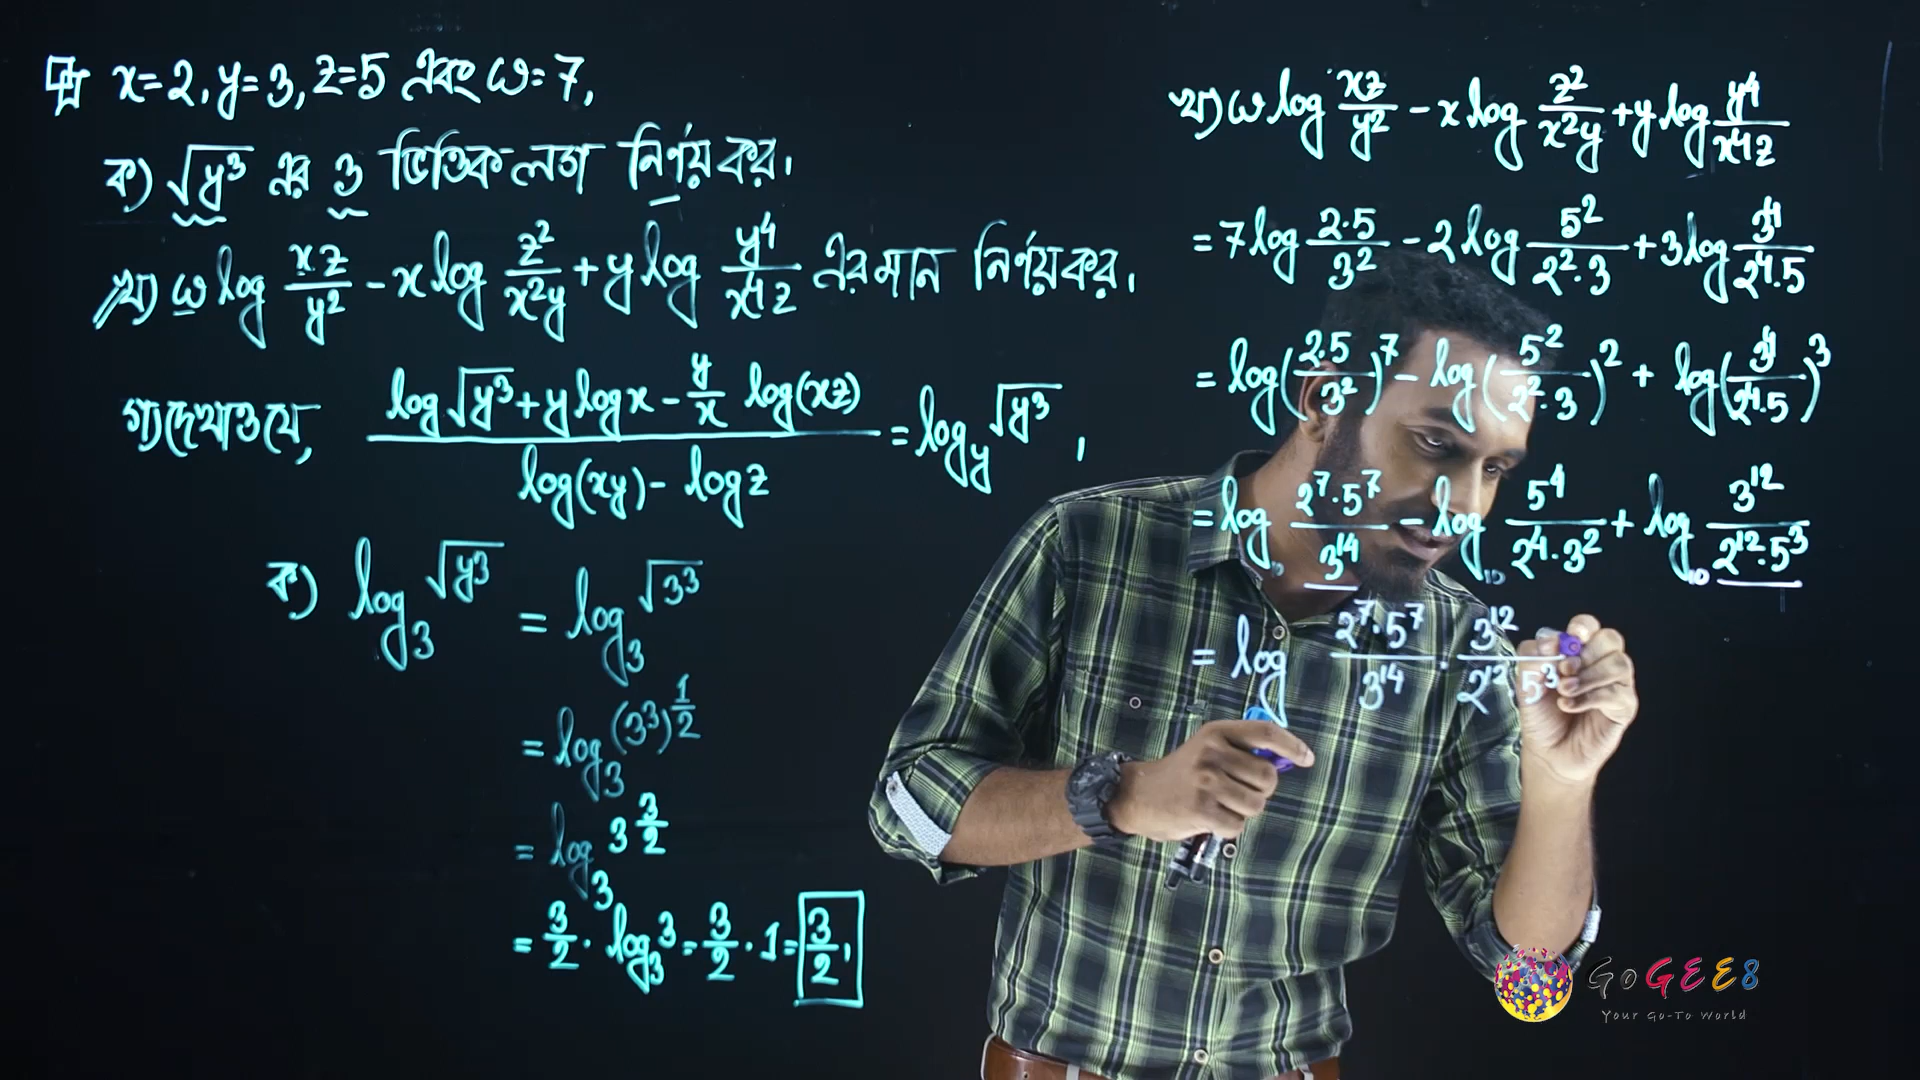 x=2, y=3, z=5 এবং ω=7,
ক) √y³ এর 3 ভিত্তিক লগ নির্ণয় কর।
খ) ω log xz/y² - x log z²/x²y + y log y⁴/x⁴z এর মান নির্ণয় কর।
গ) দেখাও যে, (log √y³ + y log x - y/x log(xz)) / (log(xy) - log z) = log_y √y³ ।
ক) log₃ √y³ = log₃ √3³
= log₃ (3³)^1/2
= log₃ 3^3/2
= 3/2 · log₃ 3 = 3/2 · 1 = 3/2 ।
খ) ω log xz/y² - x log z²/x²y + y log y⁴/x⁴z
= 7 log 2·5/3² - 2 log 5²/2²·3 + 3 log 3⁴/2⁴·5
= log (2·5/3²)⁷ - log (5²/2²·3)² + log (3⁴/2⁴·5)³
= log₁₀ 2⁷·5⁷/3¹⁴ - log₁₀ 5⁴/2⁴·3² + log₁₀ 3¹²/2¹²·5³
= log 2⁷·5⁷/3¹⁴ · 3¹²/2¹² 5³
GoGEE8
Your Go-To World